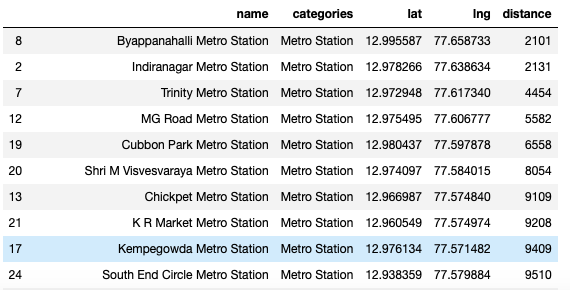 name categories lat lng distance
8 Byappanahalli Metro Station Metro Station 12.995587 77.658733 2101
2 Indiranagar Metro Station Metro Station 12.978266 77.638634 2131
7 Trinity Metro Station Metro Station 12.972948 77.617340 4454
12 MG Road Metro Station Metro Station 12.975495 77.606777 5582
19 Cubbon Park Metro Station Metro Station 12.980437 77.597878 6558
20 Shri M Visvesvaraya Metro Station Metro Station 12.974097 77.584015 8054
13 Chickpet Metro Station Metro Station 12.966987 77.574840 9109
21 K R Market Metro Station Metro Station 12.960549 77.574974 9208
17 Kempegowda Metro Station Metro Station 12.976134 77.571482 9409
24 South End Circle Metro Station Metro Station 12.938359 77.579884 9510